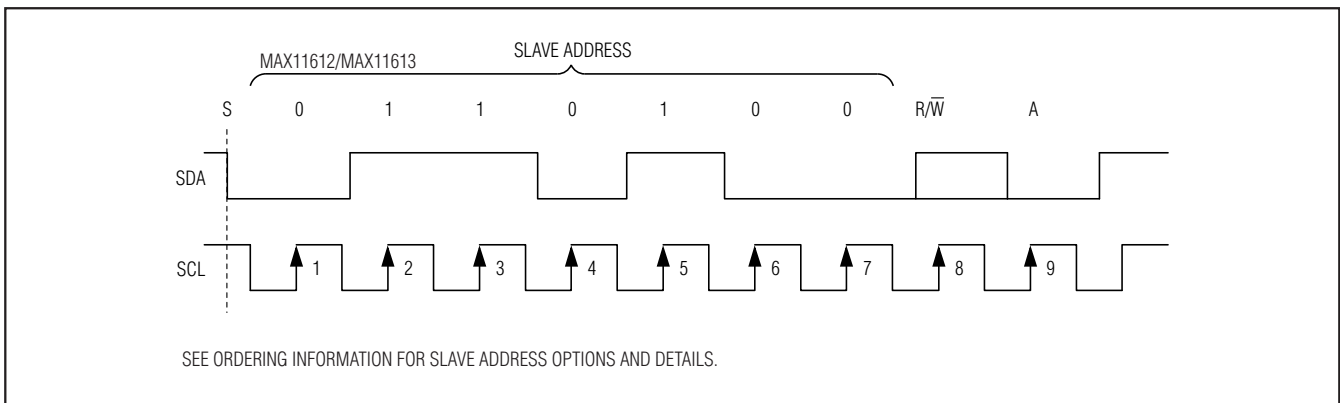 SLAVE ADDRESS
MAX11612/MAX11613
S 0 1 1 0 1 0 0 R/W̅ A
SDA
SCL 1 2 3 4 5 6 7 8 9
SEE ORDERING INFORMATION FOR SLAVE ADDRESS OPTIONS AND DETAILS.